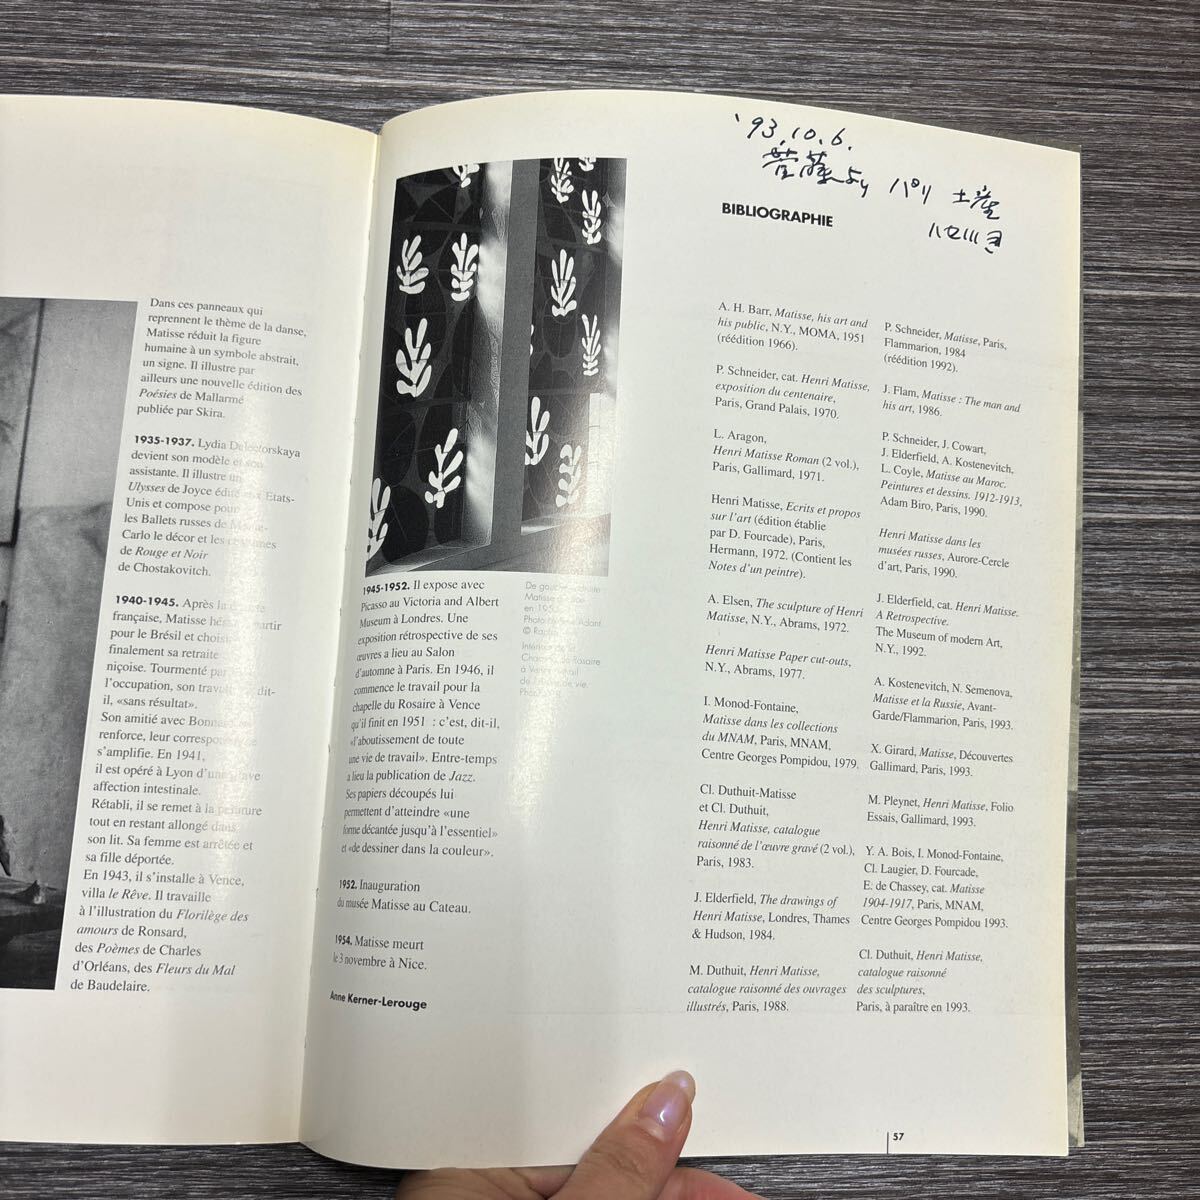 Dans ces panneaux qui
reprennent le thème de la danse,
Matisse réduit la figure
humaine à un symbole abstrait,
un signe. Il illustre par
ailleurs une nouvelle édition des
Poésies de Mallarmé
publiée par Skira.
1935-1937. Lydia Delectorskaya
devient son modèle et son
assistante. Il illustre un
Ulysses de Joyce édité aux Etats-
Unis et compose pour
les Ballets russes de Monte-
Carlo le décor et les costumes
de Rouge et Noir
de Chostakovitch.
1940-1945. Après la
française, Matisse partir
pour le Brésil et choisi
finalement sa retraite
niçoise. Tourmenté par
l'occupation, son dit-
il, «sans résultat».
Son amitié avec Bonnard se
renforce, leur correspondance
s'amplifie. En 1941,
il est opéré à Lyon d'une grave
affection intestinale.
Rétabli, il se remet à la peinture
tout en restant allongé dans
son lit. Sa femme est arrêtée et
sa fille déportée.
En 1943, il s'installe à Vence,
villa le Rêve. Il travaille
à l'illustration du Florilège des
amours de Ronsard,
des Poèmes de Charles
d'Orléans, des Fleurs du Mal
de Baudelaire.
1945-1952. Il expose avec
Picasso au Victoria and Albert
Museum à Londres. Une
exposition rétrospective de ses
œuvres a lieu au Salon
d'automne à Paris. En 1946, il
commence le travail pour la
chapelle du Rosaire à Vence
qu'il finit en 1951 : c'est, dit-il,
«l'aboutissement de toute
une vie de travail». Entre-temps
a lieu la publication de Jazz.
Ses papiers découpés lui
permettent d'atteindre «une
forme décantée jusqu'à l'essentiel»
et «de dessiner dans la couleur».
1952. Inauguration
du musée Matisse au Cateau.
1954. Matisse meurt
le 3 novembre à Nice.
Anne Kerner-Lerouge
De gauche à droite
Matisse
en 195
Photo Adant
©
Intérieur de la
Chapelle du Rosaire
à Vence, détail
de de vie.
Photo
'93.10.6.
より パリ 土産
ハセ川
BIBLIOGRAPHIE
A. H. Barr, Matisse, his art and
his public, N.Y., MOMA, 1951
(réédition 1966).
P. Schneider, cat. Henri Matisse,
exposition du centenaire,
Paris, Grand Palais, 1970.
L. Aragon,
Henri Matisse Roman (2 vol.),
Paris, Gallimard, 1971.
Henri Matisse, Ecrits et propos
sur l'art (édition établie
par D. Fourcade), Paris,
Hermann, 1972. (Contient les
Notes d'un peintre).
A. Elsen, The sculpture of Henri
Matisse, N.Y., Abrams, 1972.
Henri Matisse Paper cut-outs,
N.Y., Abrams, 1977.
I. Monod-Fontaine,
Matisse dans les collections
du MNAM, Paris, MNAM,
Centre Georges Pompidou, 1979.
Cl. Duthuit-Matisse
et Cl. Duthuit,
Henri Matisse, catalogue
raisonné de l'œuvre gravé (2 vol.),
Paris, 1983.
J. Elderfield, The drawings of
Henri Matisse, Londres, Thames
& Hudson, 1984.
M. Duthuit, Henri Matisse,
catalogue raisonné des ouvrages
illustrés, Paris, 1988.
P. Schneider, Matisse, Paris,
Flammarion, 1984
(réédition 1992).
J. Flam, Matisse : The man and
his art, 1986.
P. Schneider, J. Cowart,
J. Elderfield, A. Kostenevitch,
L. Coyle, Matisse au Maroc.
Peintures et dessins. 1912-1913,
Adam Biro, Paris, 1990.
Henri Matisse dans les
musées russes, Aurore-Cercle
d'art, Paris, 1990.
J. Elderfield, cat. Henri Matisse.
A Retrospective.
The Museum of modern Art,
N.Y., 1992.
A. Kostenevitch, N. Semenova,
Matisse et la Russie, Avant-
Garde/Flammarion, Paris, 1993.
X. Girard, Matisse, Découvertes
Gallimard, Paris, 1993.
M. Pleynet, Henri Matisse, Folio
Essais, Gallimard, 1993.
Y. A. Bois, I. Monod-Fontaine,
Cl. Laugier, D. Fourcade,
E. de Chassey, cat. Matisse
1904-1917, Paris, MNAM,
Centre Georges Pompidou 1993.
Cl. Duthuit, Henri Matisse,
catalogue raisonné
des sculptures,
Paris, à paraître en 1993.
57